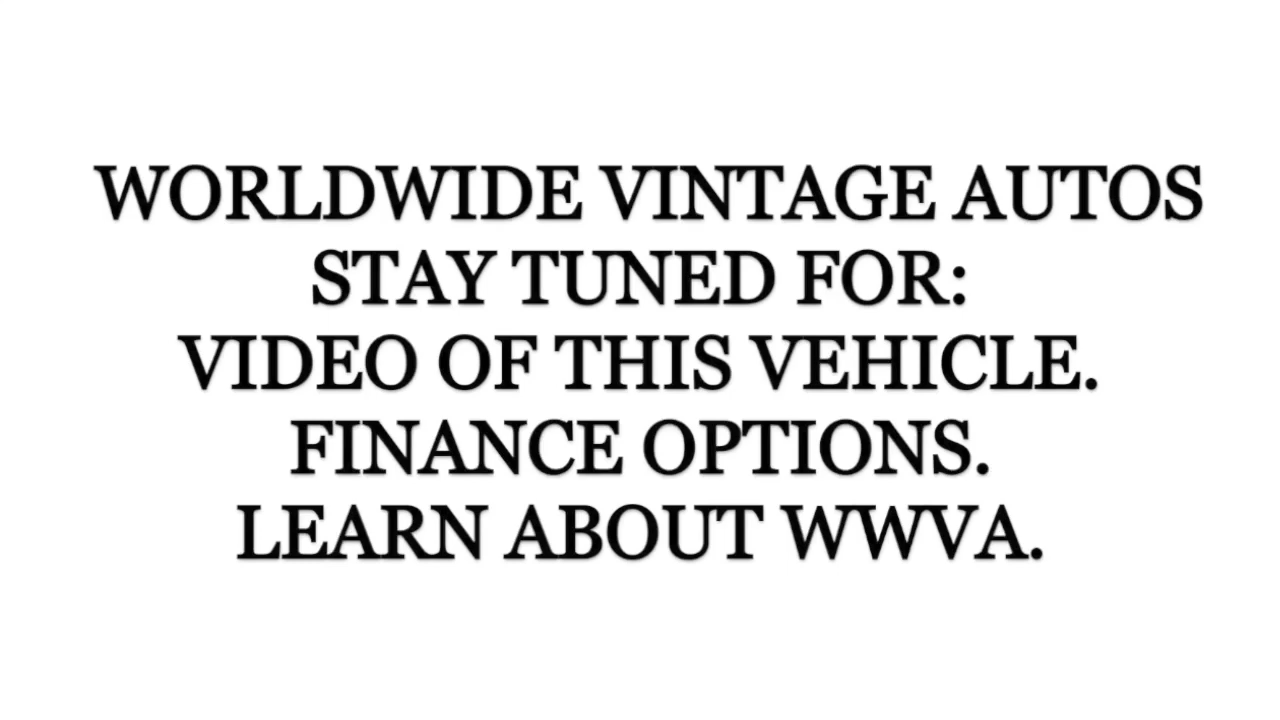 WORLDWIDE VINTAGE AUTOS
STAY TUNED FOR:
VIDEO OF THIS VEHICLE.
FINANCE OPTIONS.
LEARN ABOUT WWVA.